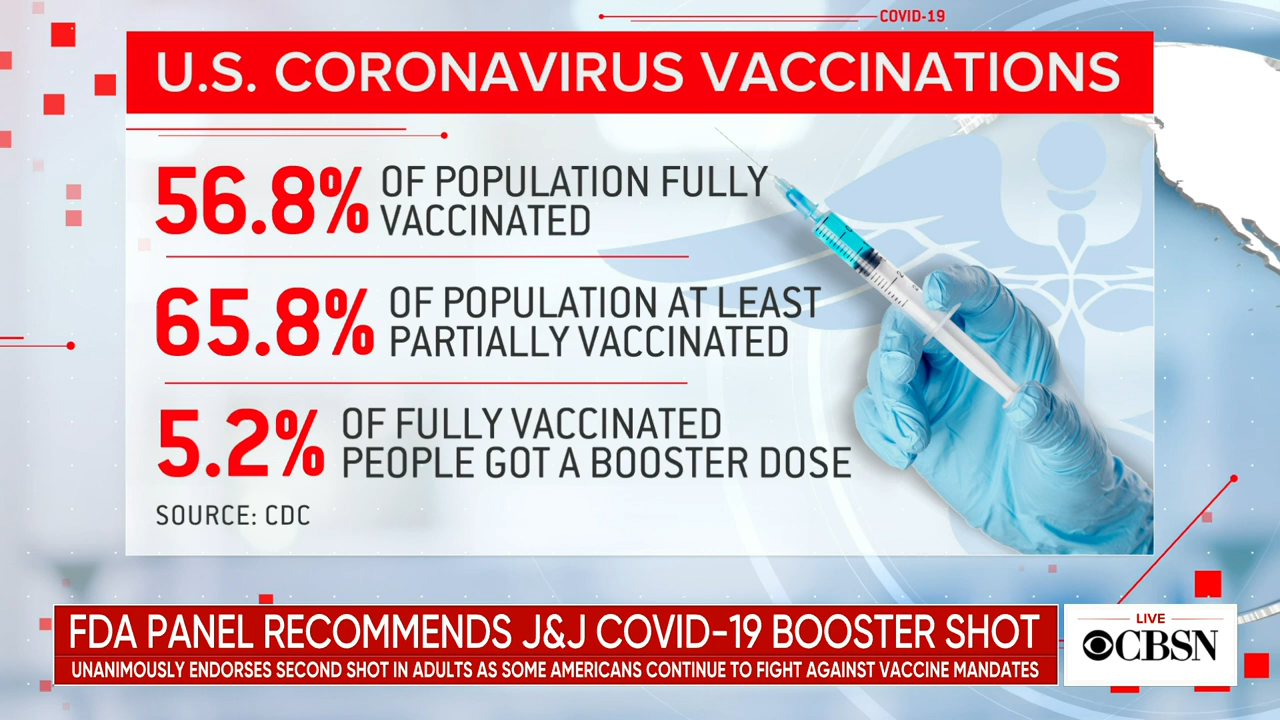 COVID-19
U.S. CORONAVIRUS VACCINATIONS
56.8% OF POPULATION FULLY
VACCINATED
65.8% OF POPULATION AT LEAST
PARTIALLY VACCINATED
5.2% OF FULLY VACCINATED
PEOPLE GOT A BOOSTER DOSE
SOURCE: CDC
FDA PANEL RECOMMENDS J&J COVID-19 BOOSTER SHOT
UNANIMOUSLY ENDORSES SECOND SHOT IN ADULTS AS SOME AMERICANS CONTINUE TO FIGHT AGAINST VACCINE MANDATES
LIVE
CBSN